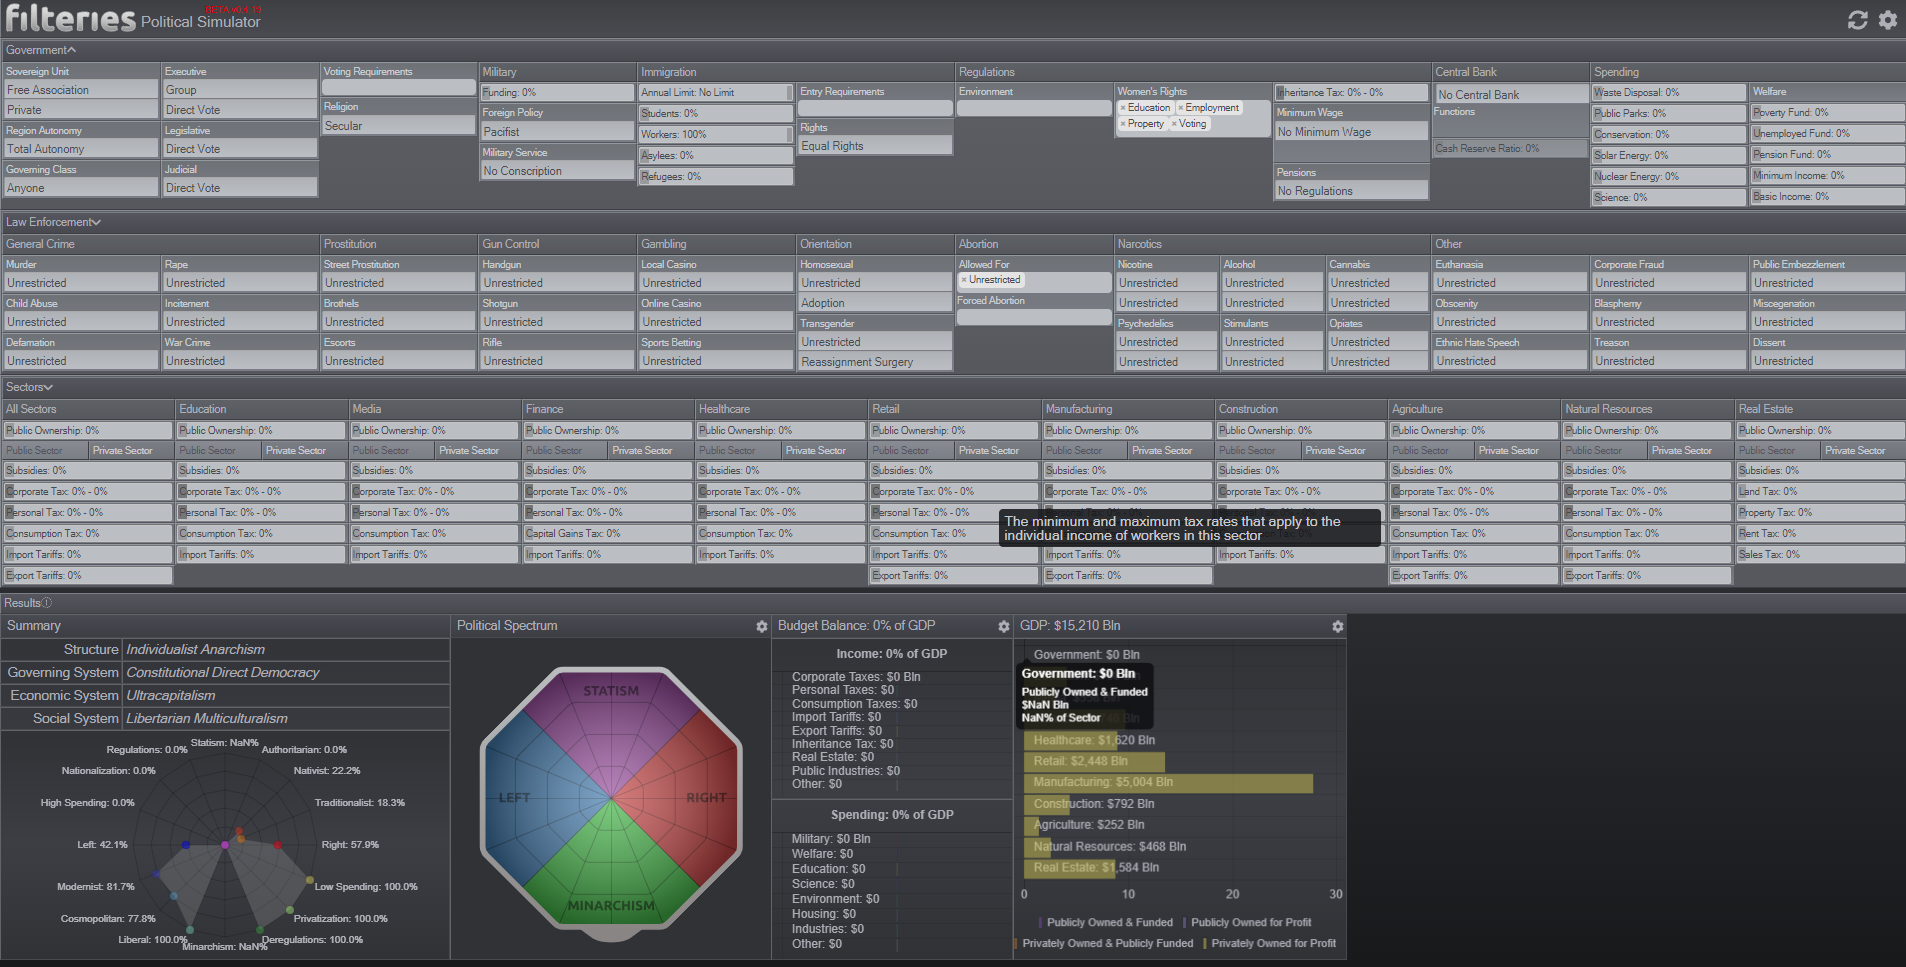 filteries BETA v0.4.19
Political Simulator
Government
Sovereign Unit Executive Voting Requirements Military Immigration Regulations Central Bank Spending
Free Association Group Funding: 0% Annual Limit: No Limit Entry Requirements Environment Women's Rights Inheritance Tax: 0% - 0% No Central Bank Waste Disposal: 0% Welfare
Private Direct Vote Religion Foreign Policy Students: 0% × Education × Employment Minimum Wage Functions Public Parks: 0% Poverty Fund: 0%
Region Autonomy Legislative Secular Pacifist Workers: 100% Rights × Property × Voting No Minimum Wage Conservation: 0% Unemployed Fund: 0%
Total Autonomy Direct Vote Military Service Asylees: 0% Equal Rights Cash Reserve Ratio: 0% Solar Energy: 0% Pension Fund: 0%
Governing Class Judicial No Conscription Refugees: 0% Pensions Nuclear Energy: 0% Minimum Income: 0%
Anyone Direct Vote No Regulations Science: 0% Basic Income: 0%
Law Enforcement
General Crime Prostitution Gun Control Gambling Orientation Abortion Narcotics Other
Murder Rape Street Prostitution Handgun Local Casino Homosexual Allowed For Nicotine Alcohol Cannabis Euthanasia Corporate Fraud Public Embezzlement
Unrestricted Unrestricted Unrestricted Unrestricted Unrestricted Unrestricted × Unrestricted Unrestricted Unrestricted Unrestricted Unrestricted Unrestricted Unrestricted
Child Abuse Incitement Brothels Shotgun Online Casino Adoption Forced Abortion Unrestricted Unrestricted Unrestricted Obscenity Blasphemy Miscegenation
Unrestricted Unrestricted Unrestricted Unrestricted Unrestricted Transgender Psychedelics Stimulants Opiates Unrestricted Unrestricted Unrestricted
Defamation War Crime Escorts Rifle Sports Betting Unrestricted Unrestricted Unrestricted Unrestricted Ethnic Hate Speech Treason Dissent
Unrestricted Unrestricted Unrestricted Unrestricted Unrestricted Reassignment Surgery Unrestricted Unrestricted Unrestricted Unrestricted Unrestricted Unrestricted
Sectors
All Sectors Education Media Finance Healthcare Retail Manufacturing Construction Agriculture Natural Resources Real Estate
Public Ownership: 0% Public Ownership: 0% Public Ownership: 0% Public Ownership: 0% Public Ownership: 0% Public Ownership: 0% Public Ownership: 0% Public Ownership: 0% Public Ownership: 0% Public Ownership: 0% Public Ownership: 0%
Public Sector Private Sector Public Sector Private Sector Public Sector Private Sector Public Sector Private Sector Public Sector Private Sector Public Sector Private Sector Public Sector Private Sector Public Sector Private Sector Public Sector Private Sector Public Sector Private Sector Public Sector Private Sector
Subsidies: 0% Subsidies: 0% Subsidies: 0% Subsidies: 0% Subsidies: 0% Subsidies: 0% Subsidies: 0% Subsidies: 0% Subsidies: 0% Subsidies: 0% Subsidies: 0%
Corporate Tax: 0% - 0% Corporate Tax: 0% - 0% Corporate Tax: 0% - 0% Corporate Tax: 0% - 0% Corporate Tax: 0% - 0% Corporate Tax: 0% - 0% Corporate Tax: 0% - 0% Corporate Tax: 0% - 0% Corporate Tax: 0% - 0% Corporate Tax: 0% - 0% Land Tax: 0%
Personal Tax: 0% - 0% Personal Tax: 0% - 0% Personal Tax: 0% - 0% Personal Tax: 0% - 0% Personal Tax: 0% - 0% Personal Tax: 0% - 0% Personal Tax: 0% - 0% Personal Tax: 0% - 0% Personal Tax: 0% - 0% Personal Tax: 0% - 0% Property Tax: 0%
The minimum and maximum tax rates that apply to the
individual income of workers in this sector
Consumption Tax: 0% Consumption Tax: 0% Consumption Tax: 0% Capital Gains Tax: 0% Consumption Tax: 0% Consumption Tax: 0% Consumption Tax: 0% Consumption Tax: 0% Rent Tax: 0%
Import Tariffs: 0% Import Tariffs: 0% Import Tariffs: 0% Import Tariffs: 0% Import Tariffs: 0% Import Tariffs: 0% Import Tariffs: 0% Import Tariffs: 0% Import Tariffs: 0% Import Tariffs: 0% Sales Tax: 0%
Export Tariffs: 0% Export Tariffs: 0% Export Tariffs: 0% Export Tariffs: 0% Export Tariffs: 0%
Results
Summary
Structure Individualist Anarchism
Governing System Constitutional Direct Democracy
Economic System Ultracapitalism
Social System Libertarian Multiculturalism
Statism: NaN%
Regulations: 0.0% Authoritarian: 0.0%
Nationalization: 0.0% Nativist: 22.2%
High Spending: 0.0% Traditionalist: 18.3%
Left: 42.1% Right: 57.9%
Modernist: 81.7% Low Spending: 100.0%
Cosmopolitan: 77.8% Privatization: 100.0%
Liberal: 100.0% Deregulations: 100.0%
Minarchism: NaN%
Political Spectrum
STATISM
LEFT RIGHT
MINARCHISM
Budget Balance: 0% of GDP
Income: 0% of GDP
Corporate Taxes: $0 Bln
Personal Taxes: $0
Consumption Taxes: $0
Import Tariffs: $0
Export Tariffs: $0
Inheritance Tax: $0
Real Estate: $0
Public Industries: $0
Other: $0
Spending: 0% of GDP
Military: $0 Bln
Welfare: $0
Education: $0
Science: $0
Environment: $0
Housing: $0
Industries: $0
Other: $0
GDP: $15,210 Bln
Government: $0 Bln
Government: $0 Bln
Publicly Owned & Funded
$NaN Bln
NaN% of Sector
Healthcare: $1,620 Bln
Retail: $2,448 Bln
Manufacturing: $5,004 Bln
Construction: $792 Bln
Agriculture: $252 Bln
Natural Resources: $468 Bln
Real Estate: $1,584 Bln
0 10 20 30
Publicly Owned & Funded Publicly Owned for Profit
Privately Owned & Publicly Funded Privately Owned for Profit